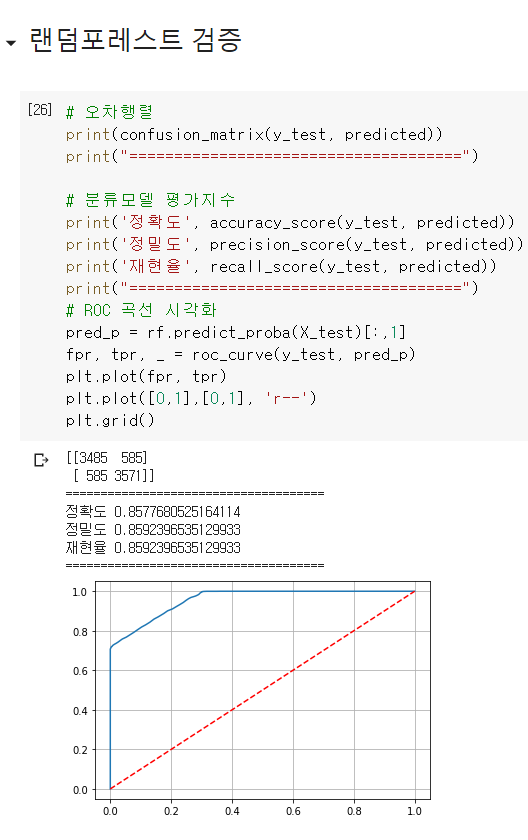 랜덤포레스트 검증
[26] # 오차행렬
print(confusion_matrix(y_test, predicted))
print("=====================================")
# 분류모델 평가지수
print('정확도', accuracy_score(y_test, predicted))
print('정밀도', precision_score(y_test, predicted))
print('재현율', recall_score(y_test, predicted))
print("=====================================")
# ROC 곡선 시각화
pred_p = rf.predict_proba(X_test)[:,1]
fpr, tpr, _ = roc_curve(y_test, pred_p)
plt.plot(fpr, tpr)
plt.plot([0,1],[0,1], 'r--')
plt.grid()
[[3485  585]
[ 585 3571]]
=====================================
정확도 0.8577680525164114
정밀도 0.8592396535129933
재현율 0.8592396535129933
=====================================
1.0
0.8
0.6
0.4
0.2
0.0
0.0 0.2 0.4 0.6 0.8 1.0